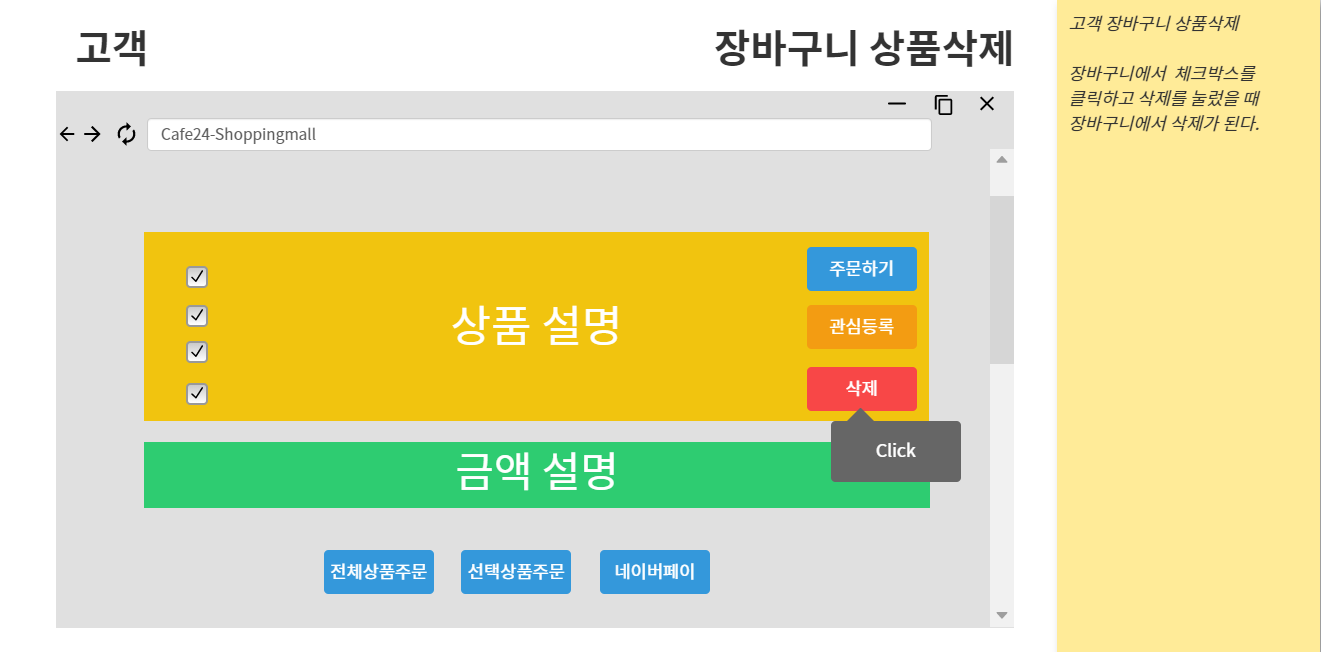 고객
장바구니 상품삭제
Cafe24-Shoppingmall
주문하기
상품 설명
관심등록
삭제
Click
금액 설명
전체상품주문
선택상품주문
네이버페이
고객 장바구니 상품삭제
장바구니에서 체크박스를
클릭하고 삭제를 눌렀을 때
장바구니에서 삭제가 된다.